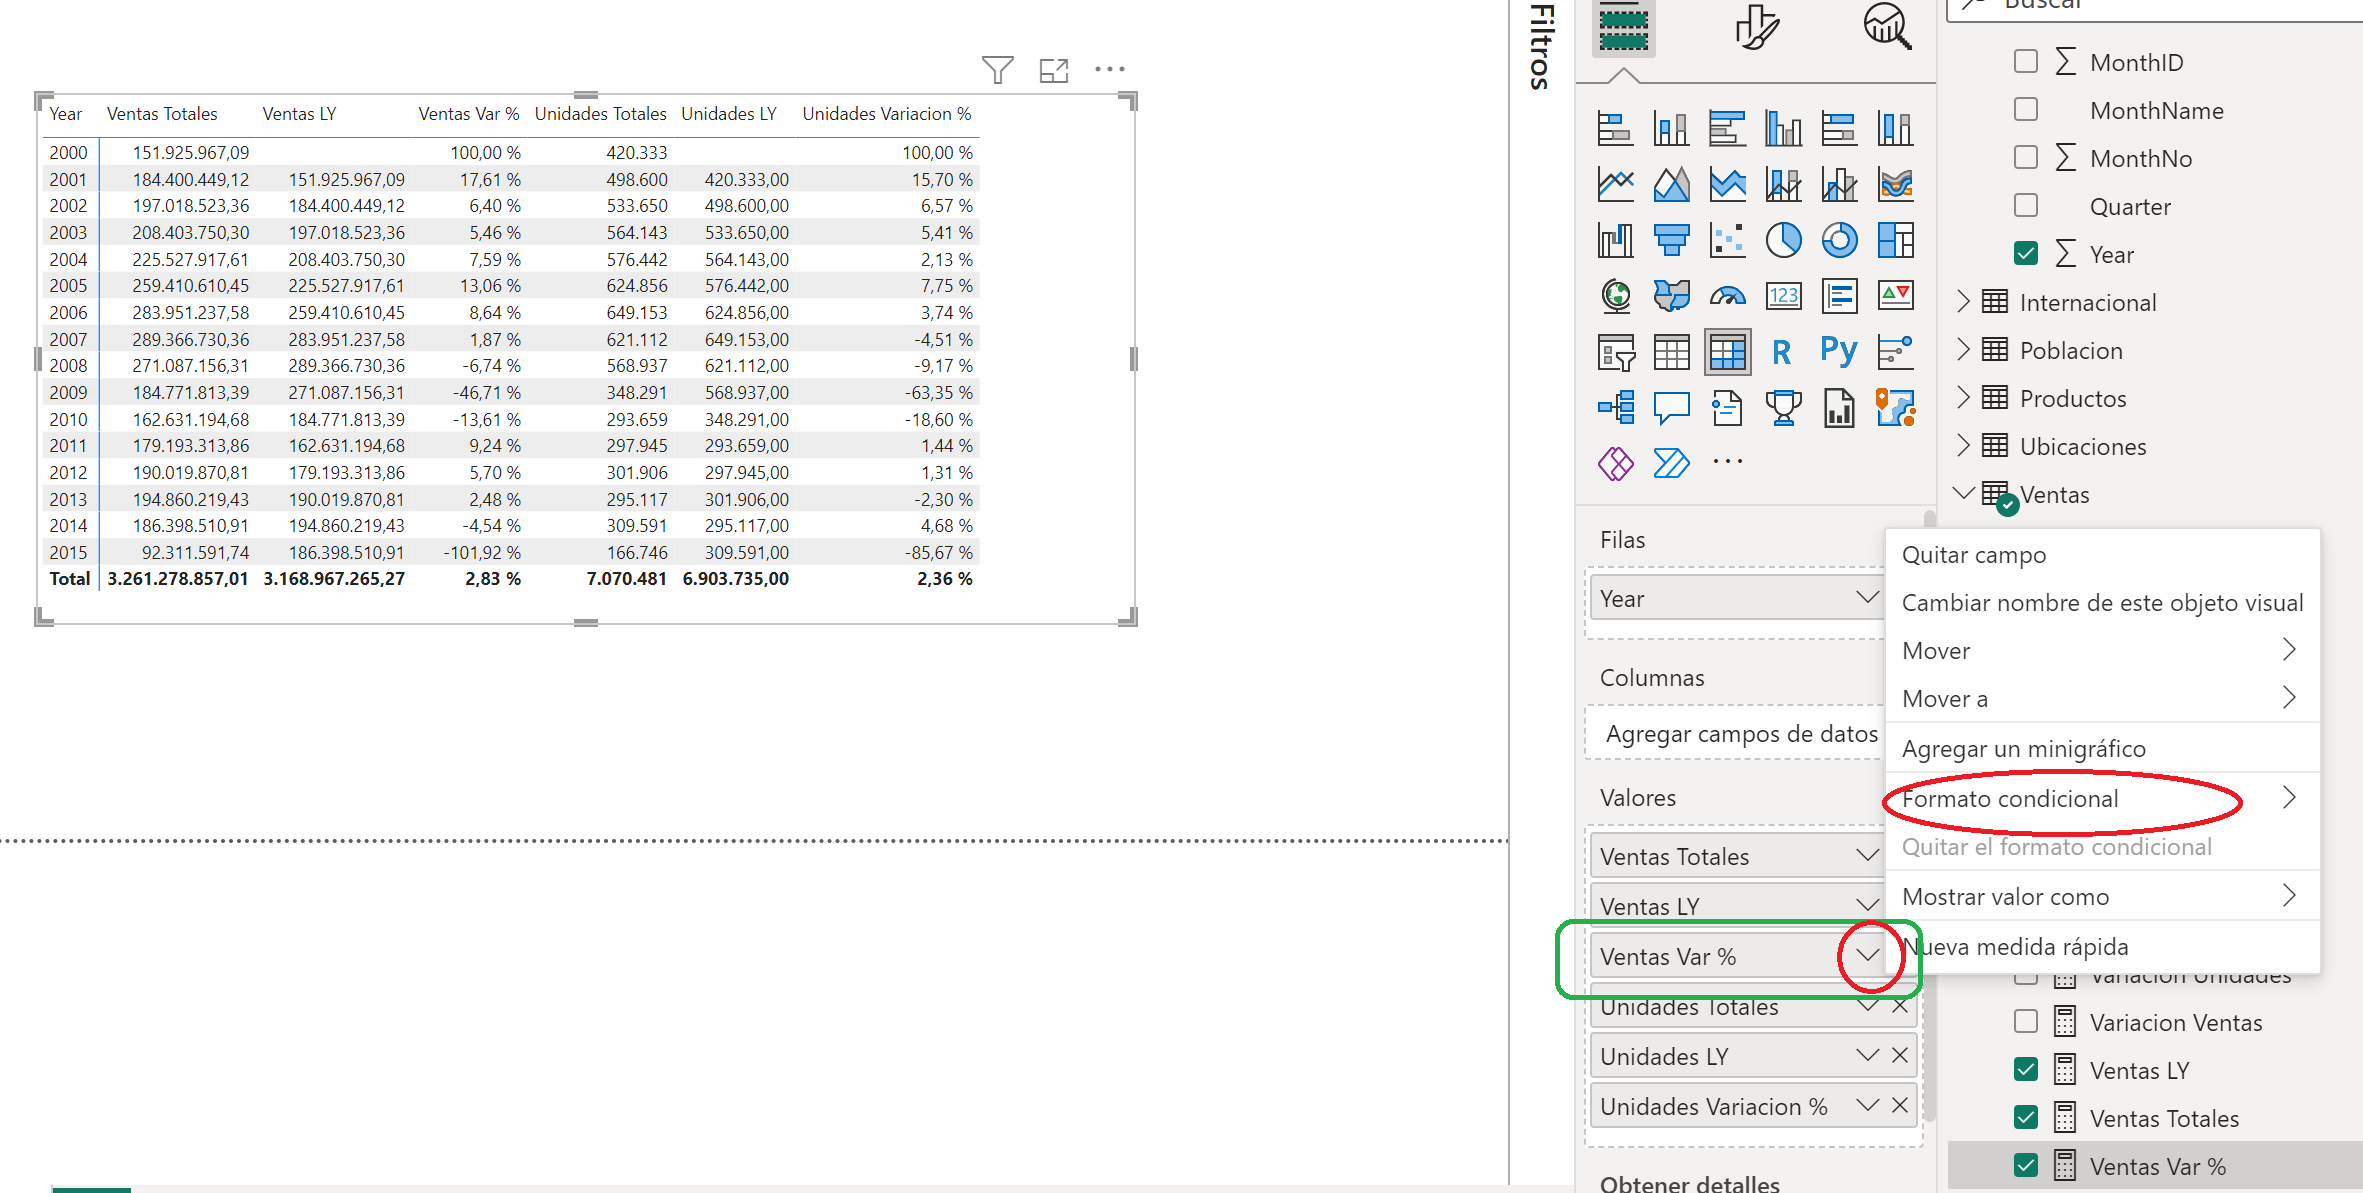 Year Ventas Totales Ventas LY Ventas Var % Unidades Totales Unidades LY Unidades Variacion %
2000 151.925.967,09 100,00 % 420.333 100,00 %
2001 184.400.449,12 151.925.967,09 17,61 % 498.600 420.333,00 15,70 %
2002 197.018.523,36 184.400.449,12 6,40 % 533.650 498.600,00 6,57 %
2003 208.403.750,30 197.018.523,36 5,46 % 564.143 533.650,00 5,41 %
2004 225.527.917,61 208.403.750,30 7,59 % 576.442 564.143,00 2,13 %
2005 259.410.610,45 225.527.917,61 13,06 % 624.856 576.442,00 7,75 %
2006 283.951.237,58 259.410.610,45 8,64 % 649.153 624.856,00 3,74 %
2007 289.366.730,36 283.951.237,58 1,87 % 621.112 649.153,00 -4,51 %
2008 271.087.156,31 289.366.730,36 -6,74 % 568.937 621.112,00 -9,17 %
2009 184.771.813,39 271.087.156,31 -46,71 % 348.291 568.937,00 -63,35 %
2010 162.631.194,68 184.771.813,39 -13,61 % 293.659 348.291,00 -18,60 %
2011 179.193.313,86 162.631.194,68 9,24 % 297.945 293.659,00 1,44 %
2012 190.019.870,81 179.193.313,86 5,70 % 301.906 297.945,00 1,31 %
2013 194.860.219,43 190.019.870,81 2,48 % 295.117 301.906,00 -2,30 %
2014 186.398.510,91 194.860.219,43 -4,54 % 309.591 295.117,00 4,68 %
2015 92.311.591,74 186.398.510,91 -101,92 % 166.746 309.591,00 -85,67 %
Total 3.261.278.857,01 3.168.967.265,27 2,83 % 7.070.481 6.903.735,00 2,36 %
Filtros
123
R Py
Filas
Year
Columnas
Agregar campos de datos
Valores
Ventas Totales
Ventas LY
Ventas Var %
Unidades Totales
Unidades LY
Unidades Variacion %
Obtener detalles
Buscar
MonthID
MonthName
MonthNo
Quarter
Year
Internacional
Poblacion
Productos
Ubicaciones
Ventas
Quitar campo
Cambiar nombre de este objeto visual
Mover
Mover a
Agregar un minigráfico
Formato condicional
Quitar el formato condicional
Mostrar valor como
Nueva medida rápida
Variacion Unidades
Variacion Ventas
Ventas LY
Ventas Totales
Ventas Var %